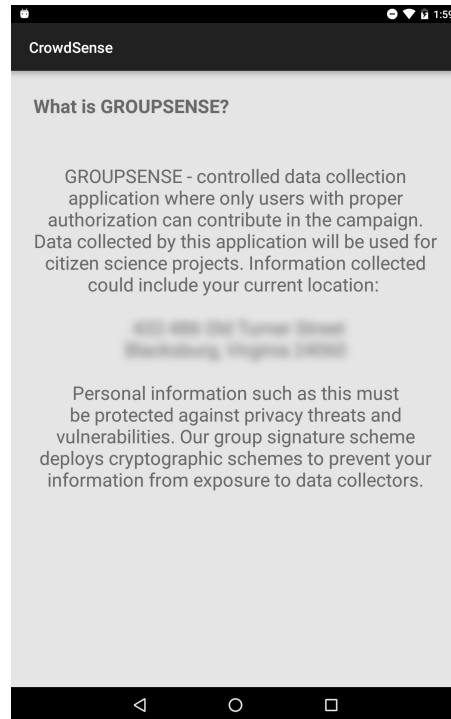 1:59
CrowdSense
What is GROUPSENSE?
GROUPSENSE - controlled data collection
application where only users with proper
authorization can contribute in the campaign.
Data collected by this application will be used for
citizen science projects. Information collected
could include your current location:
Personal information such as this must
be protected against privacy threats and
vulnerabilities. Our group signature scheme
deploys cryptographic schemes to prevent your
information from exposure to data collectors.